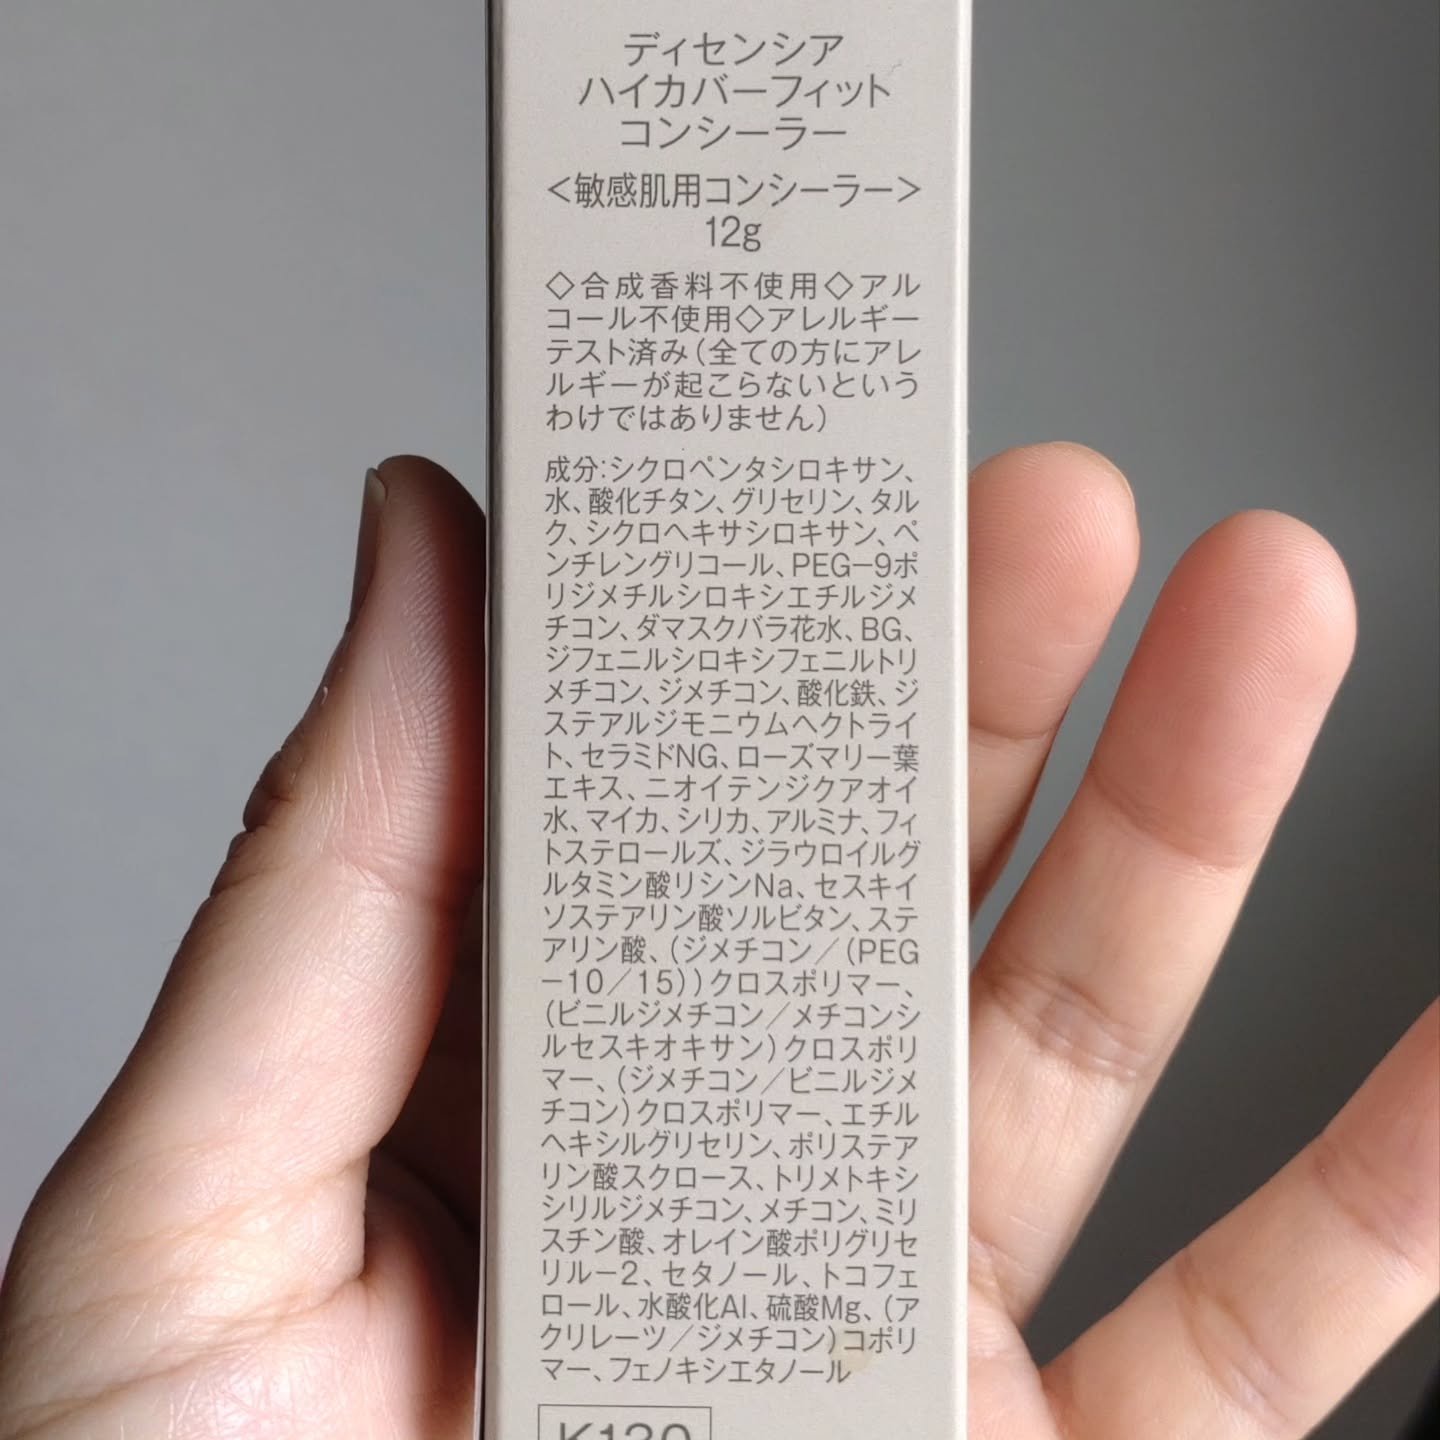 ディセンシア
ハイカバーフィット
コンシーラー
＜敏感肌用コンシーラー＞
12g
◇合成香料不使用◇アル
コール不使用◇アレルギー
テスト済み（全ての方にアレ
ルギーが起こらないという
わけではありません）
成分:シクロペンタシロキサン、
水、酸化チタン、グリセリン、タル
ク、シクロヘキサシロキサン、ペ
ンチレングリコール、PEG−9ポ
リジメチルシロキシエチルジメ
チコン、ダマスクバラ花水、BG、
ジフェニルシロキシフェニルトリ
メチコン、ジメチコン、酸化鉄、ジ
ステアルジモニウムヘクトライ
ト、セラミドNG、ローズマリー葉
エキス、ニオイテンジクアオイ
水、マイカ、シリカ、アルミナ、フィ
トステロールズ、ジラウロイルグ
ルタミン酸リシンNa、セスキイ
ソステアリン酸ソルビタン、ステ
アリン酸、（ジメチコン／（PEG
−10／15））クロスポリマー、
（ビニルジメチコン／メチコンシ
ルセスキオキサン）クロスポリ
マー、（ジメチコン／ビニルジメ
チコン）クロスポリマー、エチル
ヘキシルグリセリン、ポリステア
リン酸スクロース、トリメトキシ
シリルジメチコン、メチコン、ミリ
スチン酸、オレイン酸ポリグリセ
リル−2、セタノール、トコフェ
ロール、水酸化Al、硫酸Mg、（ア
クリレーツ／ジメチコン）コポリ
マー、フェノキシエタノール